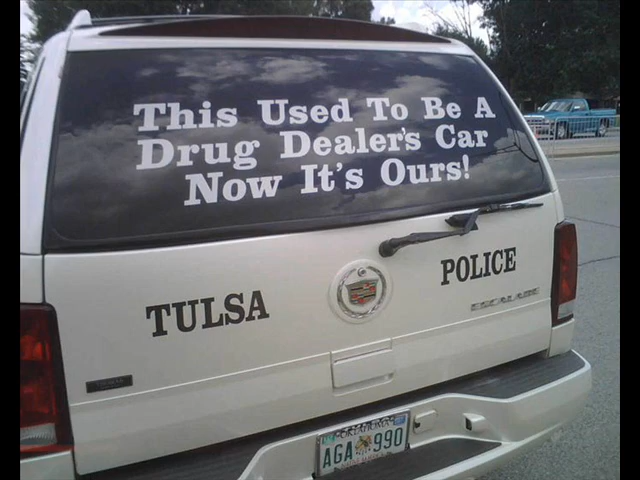 This Used To Be A
Drug Dealer's Car
Now It's Ours!
TULSA POLICE
ESCALADE
OKLAHOMA
AGA 990